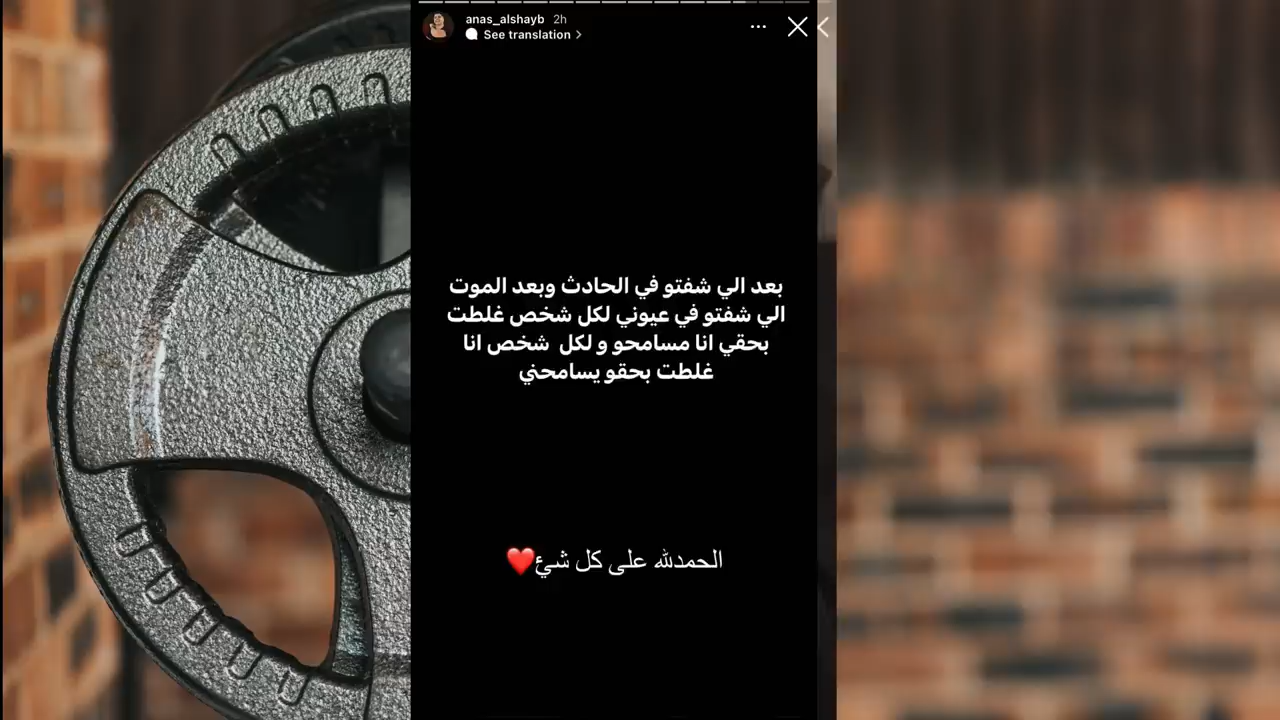 anas_alshayb 2h
See translation
بعد الي شفتو في الحادث وبعد الموت
الي شفتو في عيوني لكل شخص غلطت
بحقي انا مسامحو و لكل شخص انا
غلطت بحقو يسامحني
الحمدلله على كل شئ❤️